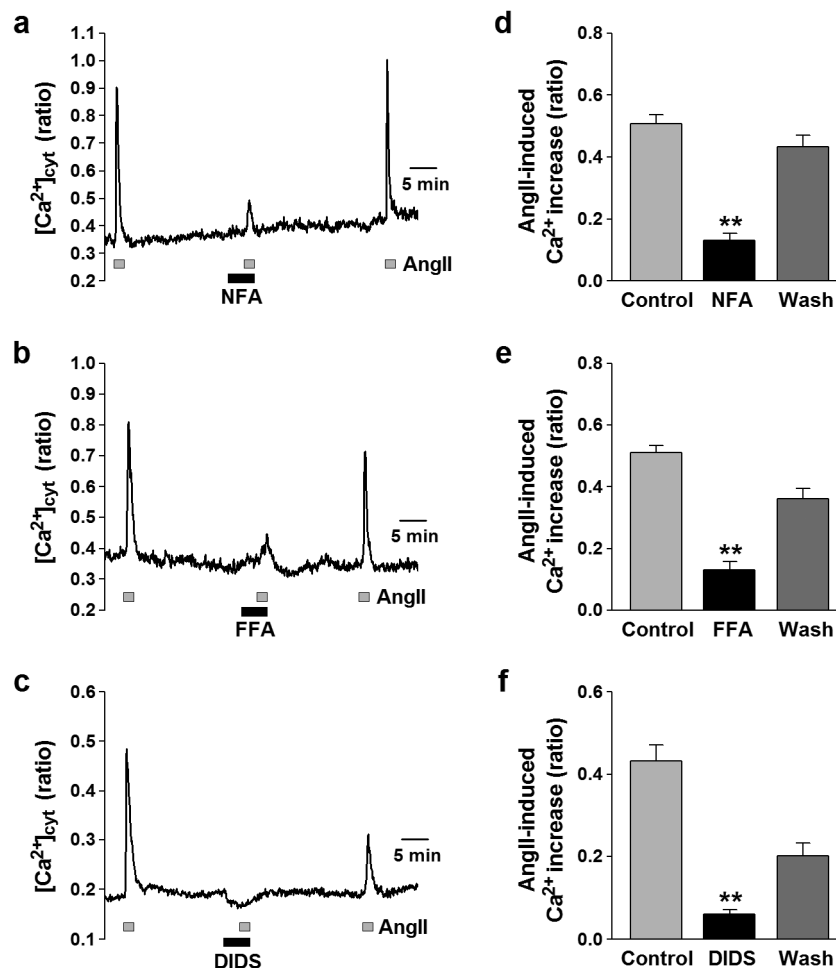 a
[Ca²⁺]cyt (ratio)
1.1
1.0
0.9
0.8
0.7
0.6
0.5
0.4
0.3
0.2
5 min
AngII
NFA
d
AngII-induced
Ca²⁺ increase (ratio)
0.8
0.6
0.4
0.2
0.0
**
Control NFA Wash
b
[Ca²⁺]cyt (ratio)
1.0
0.9
0.8
0.7
0.6
0.5
0.4
0.3
0.2
5 min
AngII
FFA
e
AngII-induced
Ca²⁺ increase (ratio)
0.8
0.6
0.4
0.2
0.0
**
Control FFA Wash
c
[Ca²⁺]cyt (ratio)
0.6
0.5
0.4
0.3
0.2
0.1
5 min
AngII
DIDS
f
AngII-induced
Ca²⁺ increase (ratio)
0.6
0.4
0.2
0.0
**
Control DIDS Wash